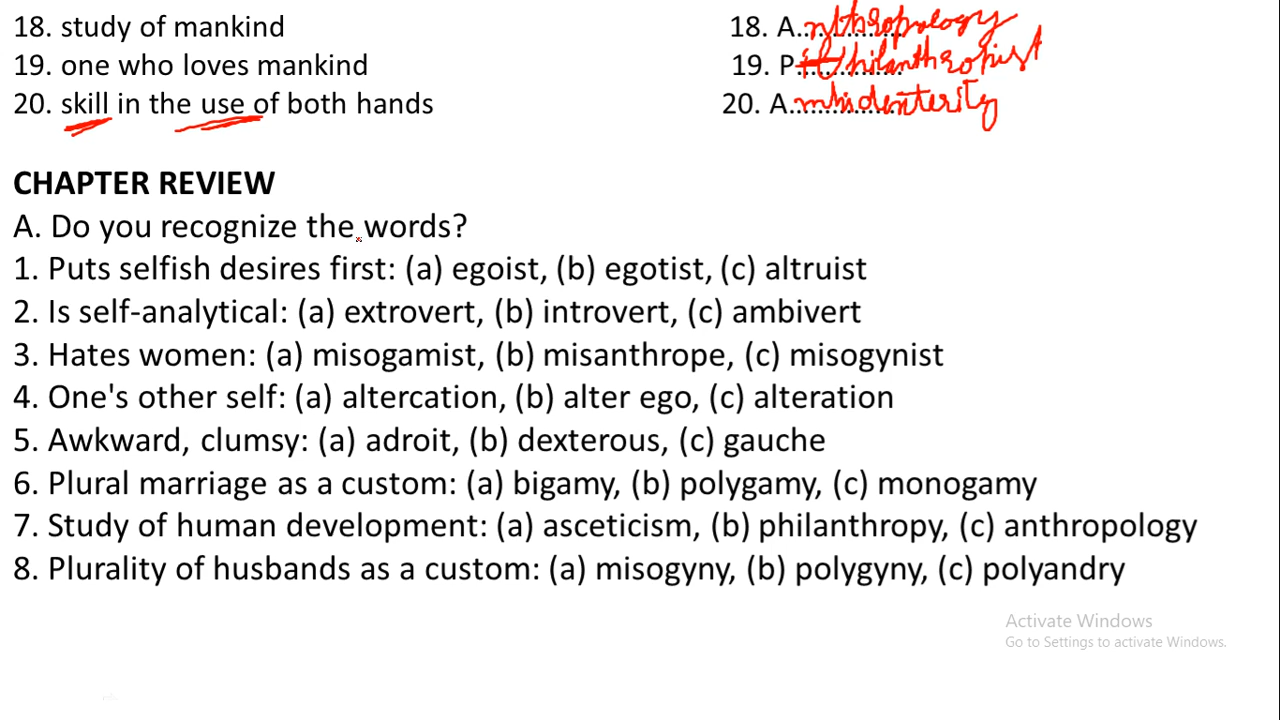 18. study of mankind 18. A..nthropology
19. one who loves mankind 19. P...hilanthropist
20. skill in the use of both hands 20. A..mbidexterity
CHAPTER REVIEW
A. Do you recognize the words?
1. Puts selfish desires first: (a) egoist, (b) egotist, (c) altruist
2. Is self-analytical: (a) extrovert, (b) introvert, (c) ambivert
3. Hates women: (a) misogamist, (b) misanthrope, (c) misogynist
4. One's other self: (a) altercation, (b) alter ego, (c) alteration
5. Awkward, clumsy: (a) adroit, (b) dexterous, (c) gauche
6. Plural marriage as a custom: (a) bigamy, (b) polygamy, (c) monogamy
7. Study of human development: (a) asceticism, (b) philanthropy, (c) anthropology
8. Plurality of husbands as a custom: (a) misogyny, (b) polygyny, (c) polyandry
Activate Windows
Go to Settings to activate Windows.